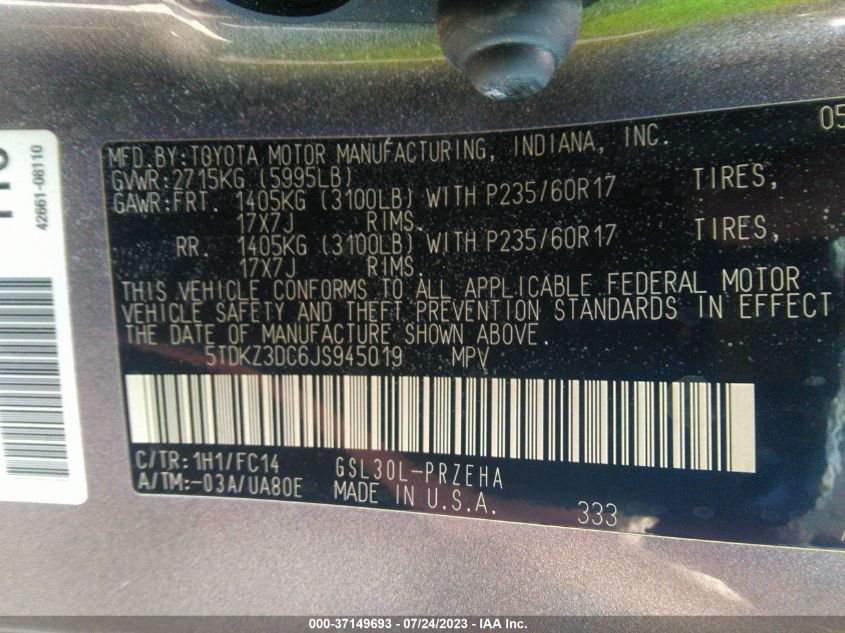 42661-08110
05
MFD.BY:TOYOTA MOTOR MANUFACTURING, INDIANA, INC.
GVWR:2715KG (5995LB)
GAWR:FRT. 1405KG (3100LB) WITH P235/60R17 TIRES,
17X7J RIMS.
RR. 1405KG (3100LB) WITH P235/60R17 TIRES,
17X7J RIMS.
THIS VEHICLE CONFORMS TO ALL APPLICABLE FEDERAL MOTOR
VEHICLE SAFETY AND THEFT PREVENTION STANDARDS IN EFFECT
THE DATE OF MANUFACTURE SHOWN ABOVE.
5TDKZ3DC6JS945019 MPV
C/TR:1H1/FC14 GSL30L-PRZEHA
A/TM:-03A/UA80E MADE IN U.S.A. 333
000-37149693 - 07/24/2023 - IAA Inc.